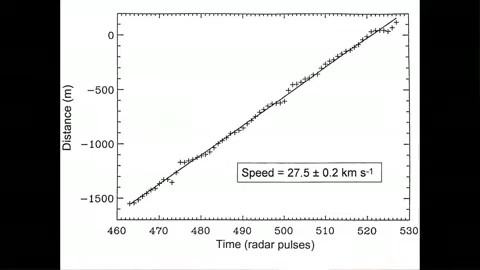 0
−500
−1000
−1500
Distance (m)
Speed = 27.5 ± 0.2 km s-1
460 470 480 490 500 510 520 530
Time (radar pulses)